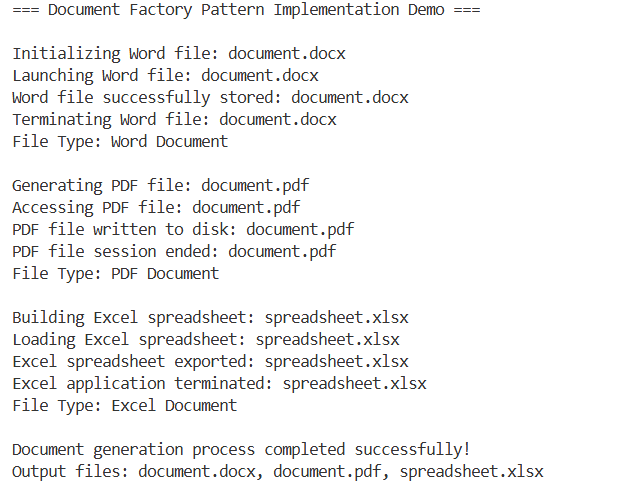 === Document Factory Pattern Implementation Demo ===
Initializing Word file: document.docx
Launching Word file: document.docx
Word file successfully stored: document.docx
Terminating Word file: document.docx
File Type: Word Document
Generating PDF file: document.pdf
Accessing PDF file: document.pdf
PDF file written to disk: document.pdf
PDF file session ended: document.pdf
File Type: PDF Document
Building Excel spreadsheet: spreadsheet.xlsx
Loading Excel spreadsheet: spreadsheet.xlsx
Excel spreadsheet exported: spreadsheet.xlsx
Excel application terminated: spreadsheet.xlsx
File Type: Excel Document
Document generation process completed successfully!
Output files: document.docx, document.pdf, spreadsheet.xlsx